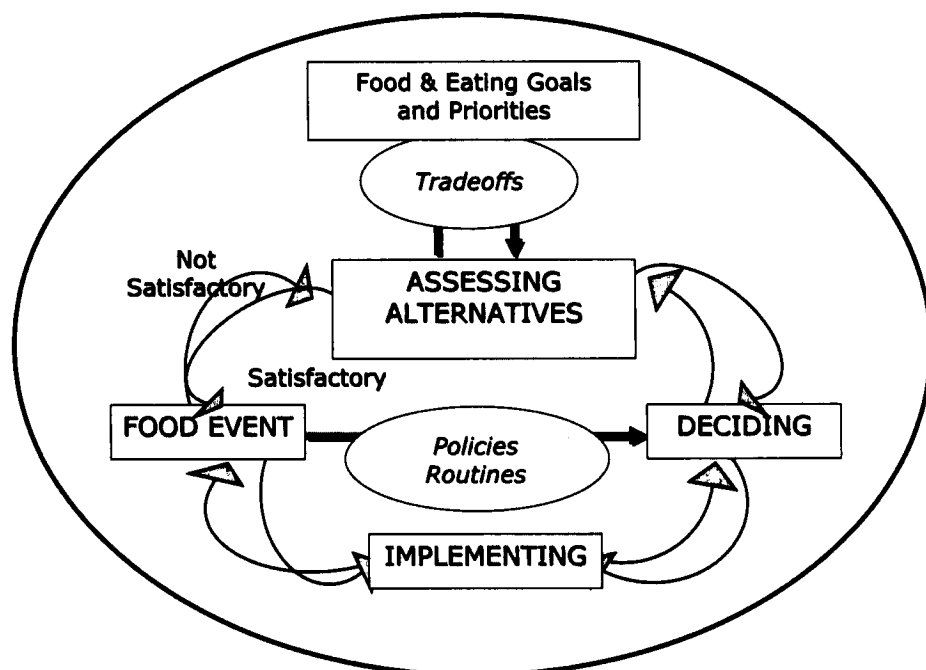 Food & Eating Goals
and Priorities
Tradeoffs
Not
Satisfactory
ASSESSING
ALTERNATIVES
Satisfactory
FOOD EVENT
Policies
Routines
DECIDING
IMPLEMENTING